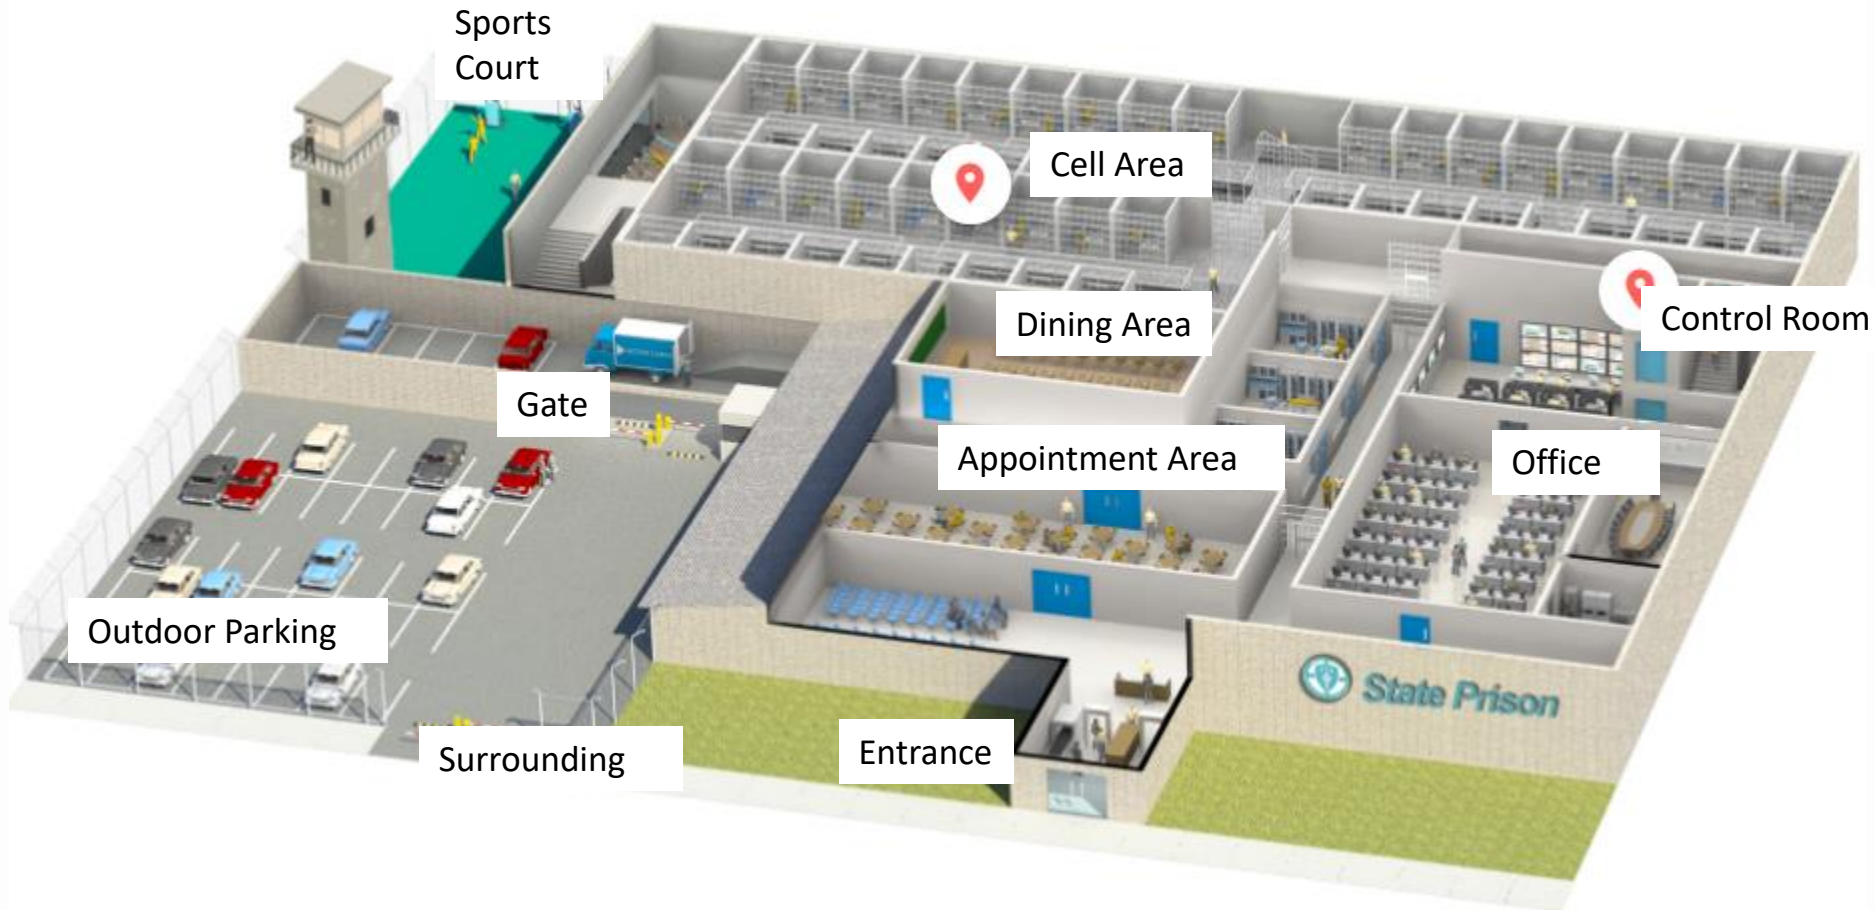 Sports
Court
Cell Area
Dining Area
Control Room
Gate
Appointment Area
Office
Outdoor Parking
State Prison
Surrounding
Entrance